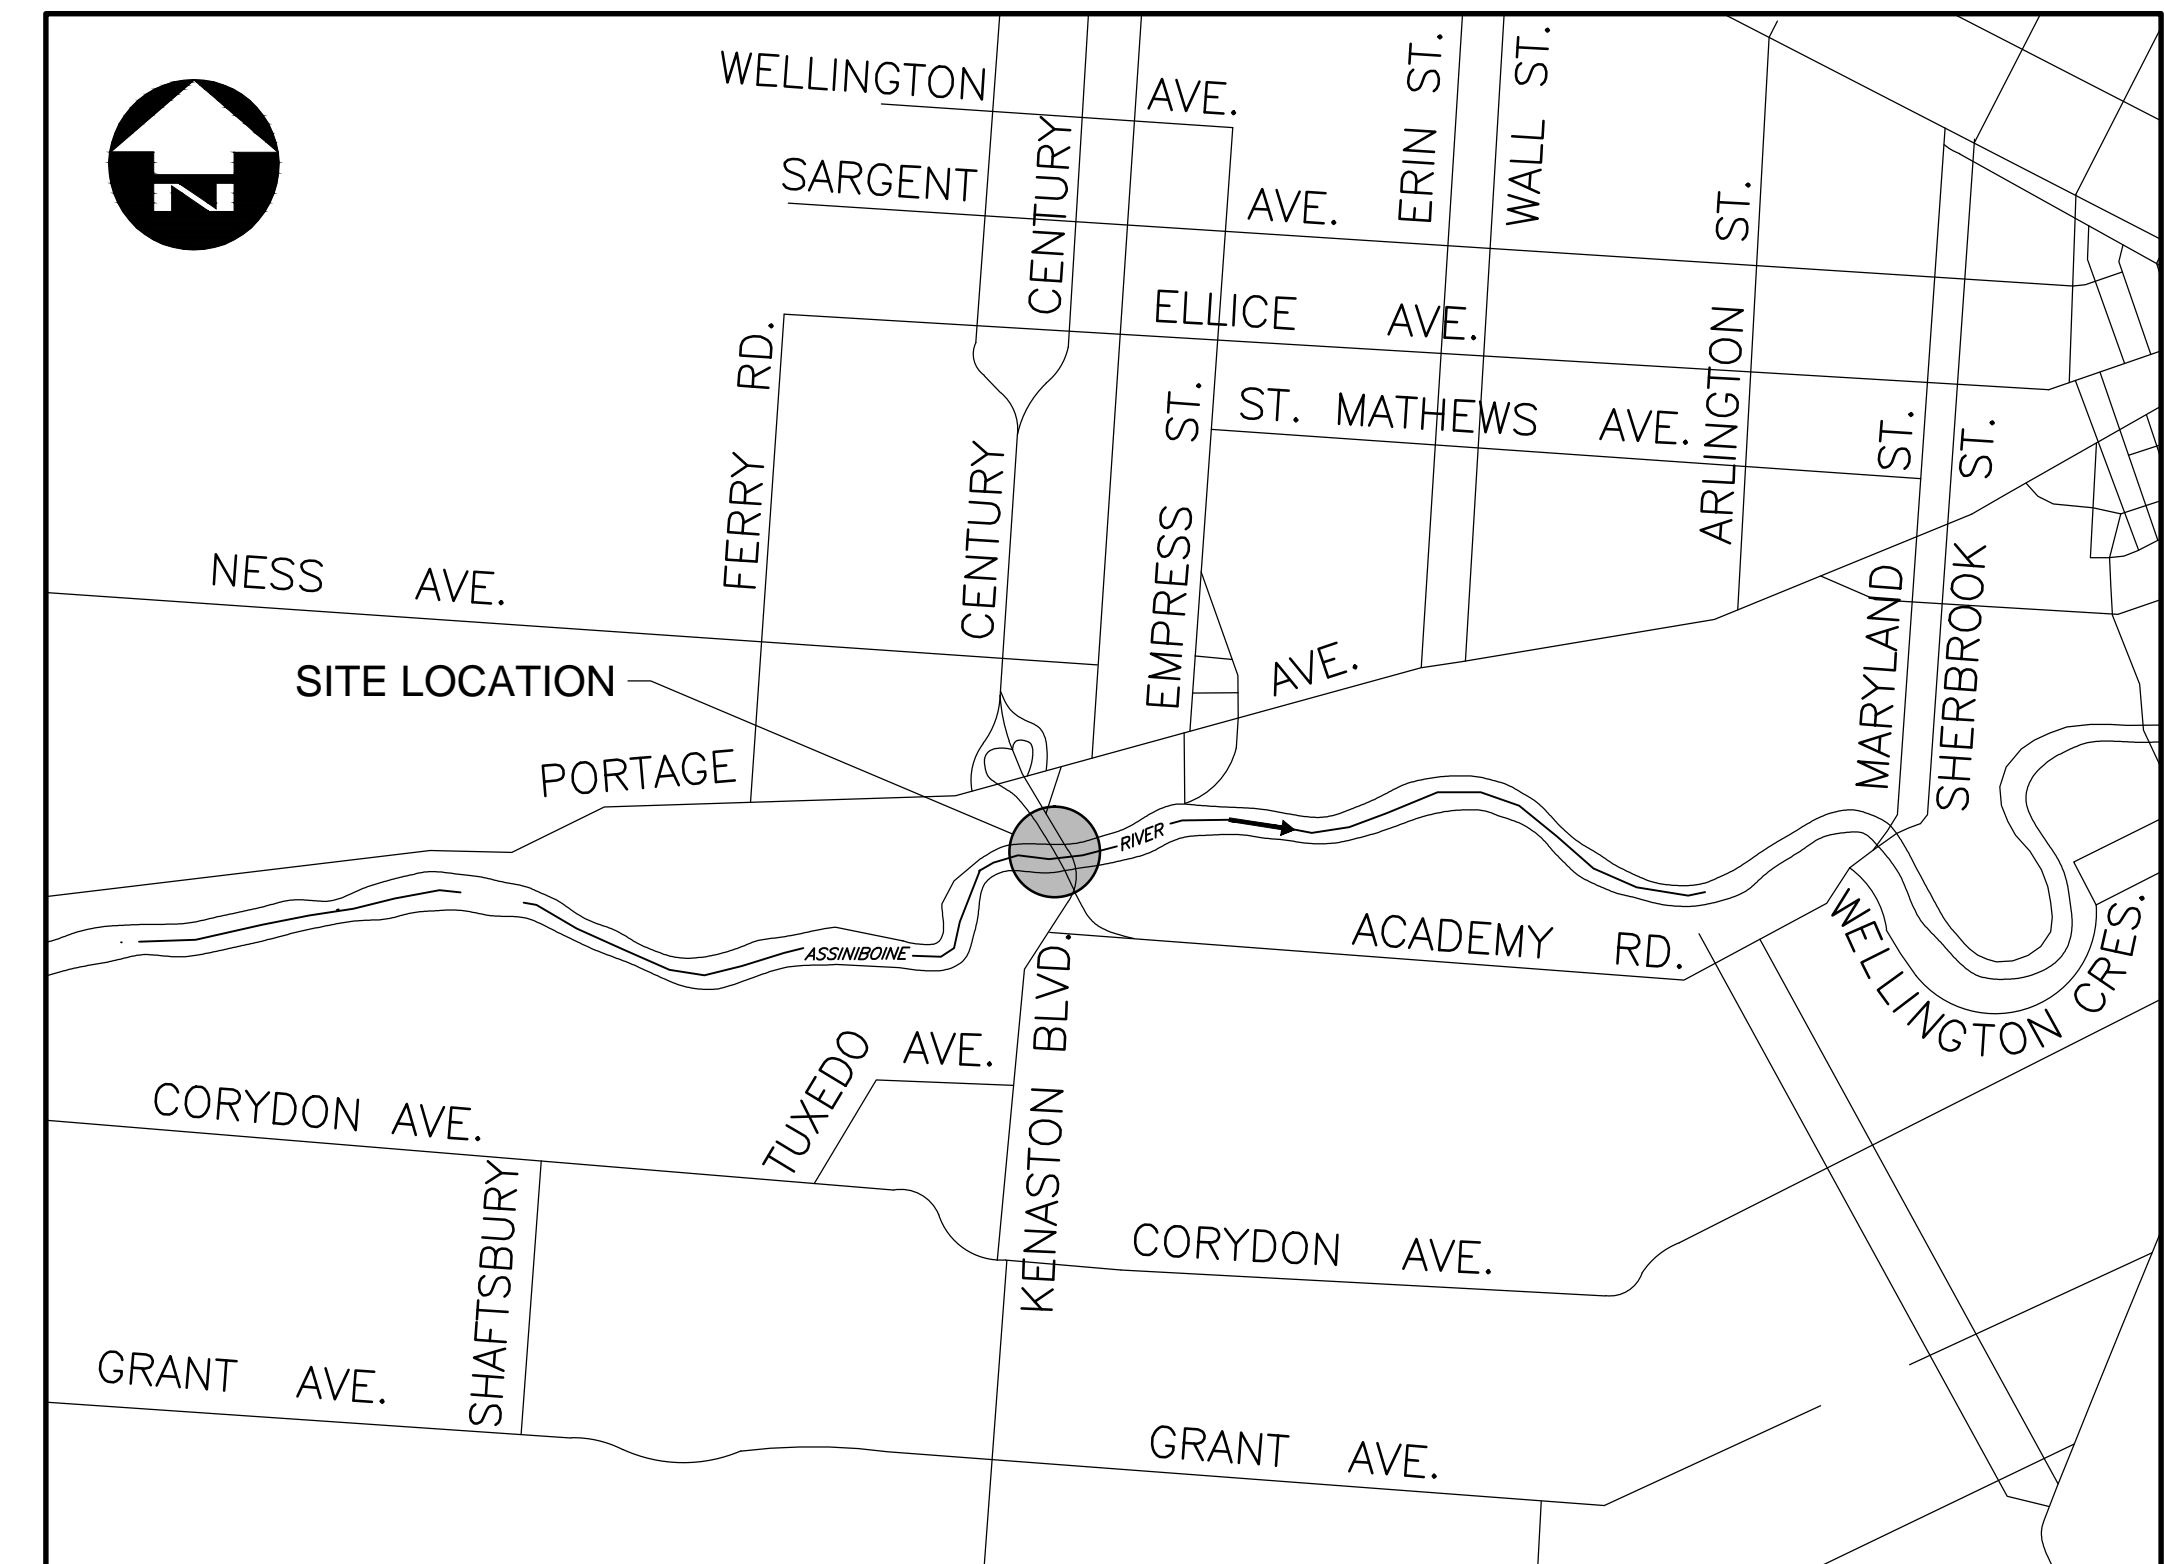 WELLINGTON AVE.
SARGENT AVE.
CENTURY
ERIN ST.
WALL ST.
ELLICE AVE.
FERRY RD.
ST. MATHEWS AVE.
ARLINGTON ST.
CENTURY
EMPRESS ST.
MARYLAND ST.
SHERBROOK ST.
NESS AVE.
SITE LOCATION
PORTAGE AVE.
RIVER
ASSINIBOINE
ACADEMY RD.
WELLINGTON CRES.
KENASTON BLVD.
TUXEDO AVE.
CORYDON AVE.
SHAFTSBURY
CORYDON AVE.
GRANT AVE.
GRANT AVE.
N